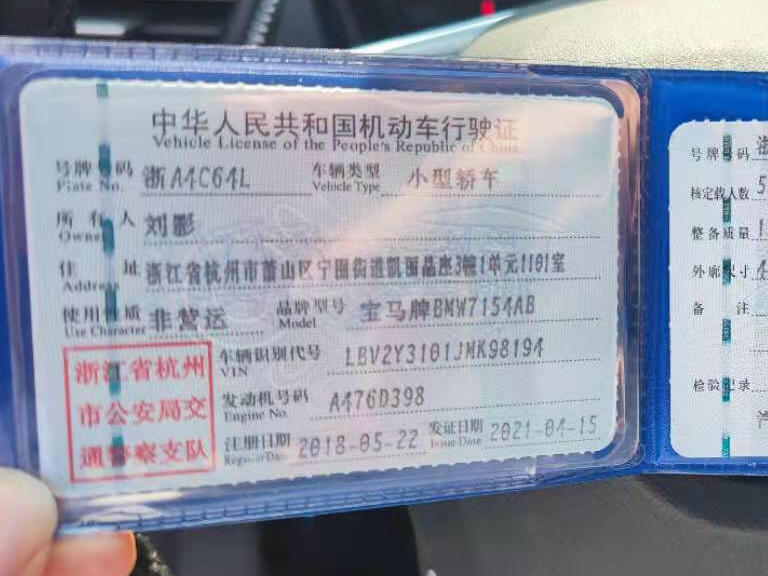 中华人民共和国机动车行驶证
Vehicle License of the People's Republic of China
号牌号码 浙A4C64L 车辆类型 小型轿车
Plate No. Vehicle Type
所有人 刘影
Owner
住址 浙江省杭州市萧山区宁围街道凯丽晶座3幢1单元1101室
Address
使用性质 非营运 品牌型号 宝马牌BMW7154AB
Use Character Model
浙江省杭州
市公安局交
通警察支队
车辆识别代号 LBV2Y3101JMK98194
VIN
发动机号码 A476D398
Engine No.
注册日期 2018-05-22 发证日期 2021-04-15
Register Date Issue Date
号牌号码 浙
核定载人数 5
整备质量 1
外廓尺寸 4
备注
检验记录